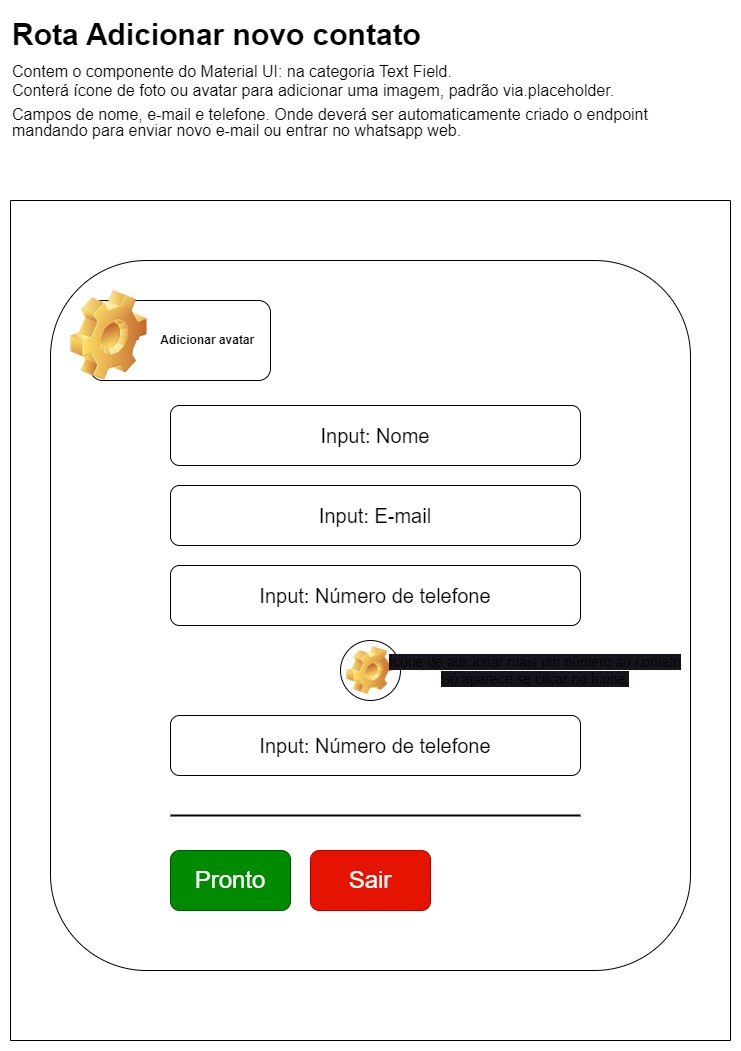 Rota Adicionar novo contato
Contem o componente do Material UI: na categoria Text Field.
Conterá ícone de foto ou avatar para adicionar uma imagem, padrão via.placeholder.
Campos de nome, e-mail e telefone. Onde deverá ser automaticamente criado o endpoint
mandando para enviar novo e-mail ou entrar no whatsapp web.
Adicionar avatar
Input: Nome
Input: E-mail
Input: Número de telefone
Ícone de adicionar mais um número ao contato
Só aparece se clicar no ícone.
Input: Número de telefone
Pronto
Sair